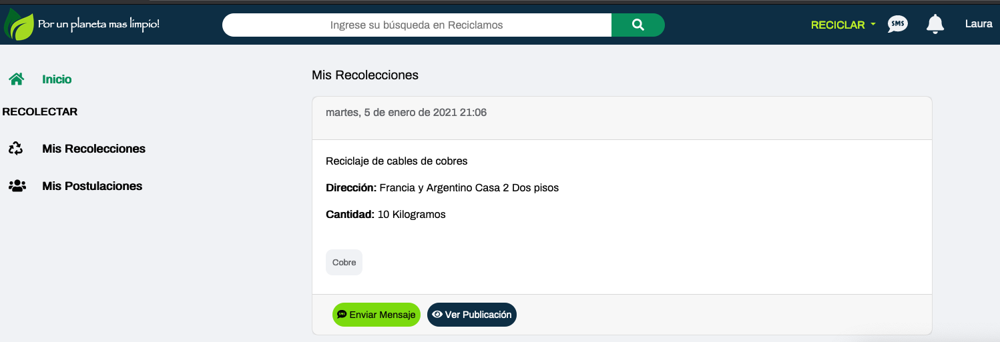 Por un planeta mas limpio!
Ingrese su búsqueda en Reciclamos
RECICLAR
SMS
Laura
Inicio
RECOLECTAR
Mis Recolecciones
Mis Postulaciones
Mis Recolecciones
martes, 5 de enero de 2021 21:06
Reciclaje de cables de cobres
Dirección: Francia y Argentino Casa 2 Dos pisos
Cantidad: 10 Kilogramos
Cobre
SMS Enviar Mensaje
Ver Publicación